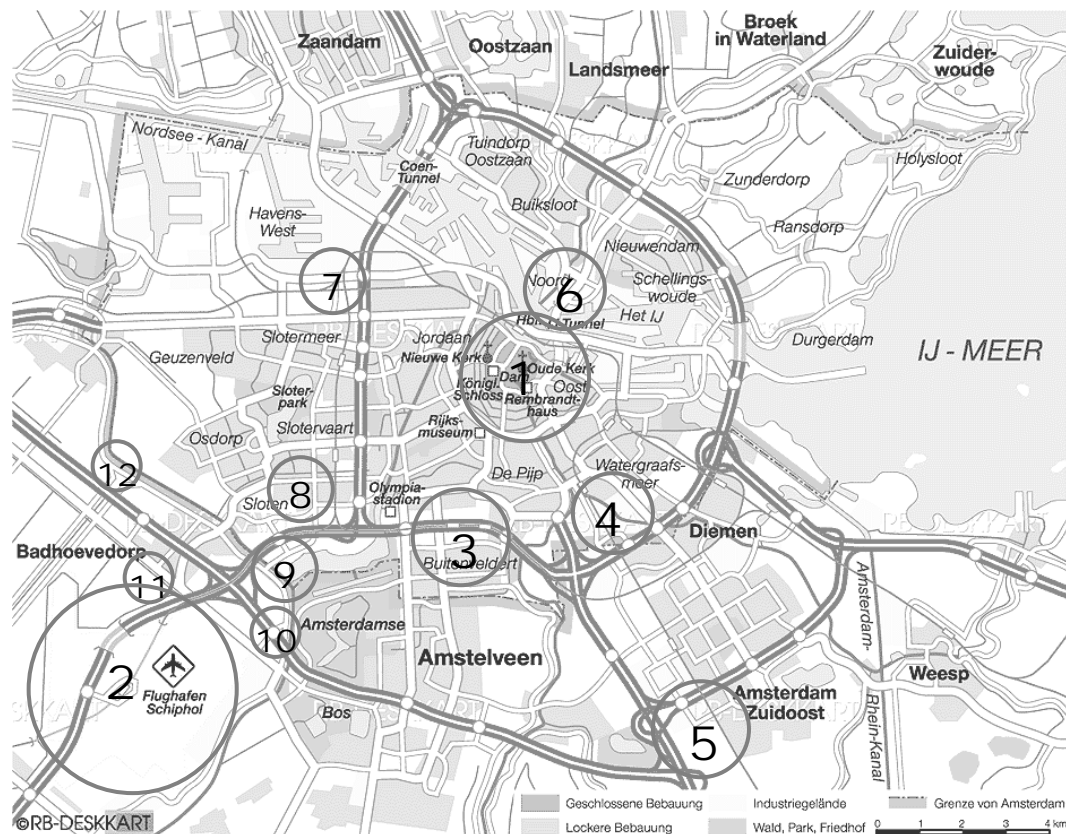 Zaandam
Oostzaan
Broek
in Waterland
Landsmeer
Zuider-
woude
Nordsee - Kanal
Tuindorp
Oostzaan
Coen-
Tunnel
Holysloot
Zunderdorp
Buiksloot
Havens-
West
Ransdorp
Nieuwendam
7
Noord
6
Schellings-
woude
Het IJ
Tunnel
Slotermeer
Jordaan
Durgerdam
IJ - MEER
Geuzenveld
Nieuwe Kerk
Oude Kerk
1
Dam
Oost
Königl.
Schloss
Rembrandt-
haus
Sloter-
park
Slotervaart
Rijks-
museum
Osdorp
De Pijp
Watergraafs-
meer
12
8
Sloten
Olympia-
stadion
4
Diemen
3
Badhoevedorp
Buitenveldert
9
11
Amsterdam-
Rhein-Kanal
10
Amsterdamse
Bos
Amstelveen
2
Flughafen
Schiphol
Weesp
Amsterdam
Zuidoost
5
Geschlossene Bebauung
Industriegelände
Grenze von Amsterdam
Lockere Bebauung
Wald, Park, Friedhof
0 1 2 4 km
©RB-DESKKART